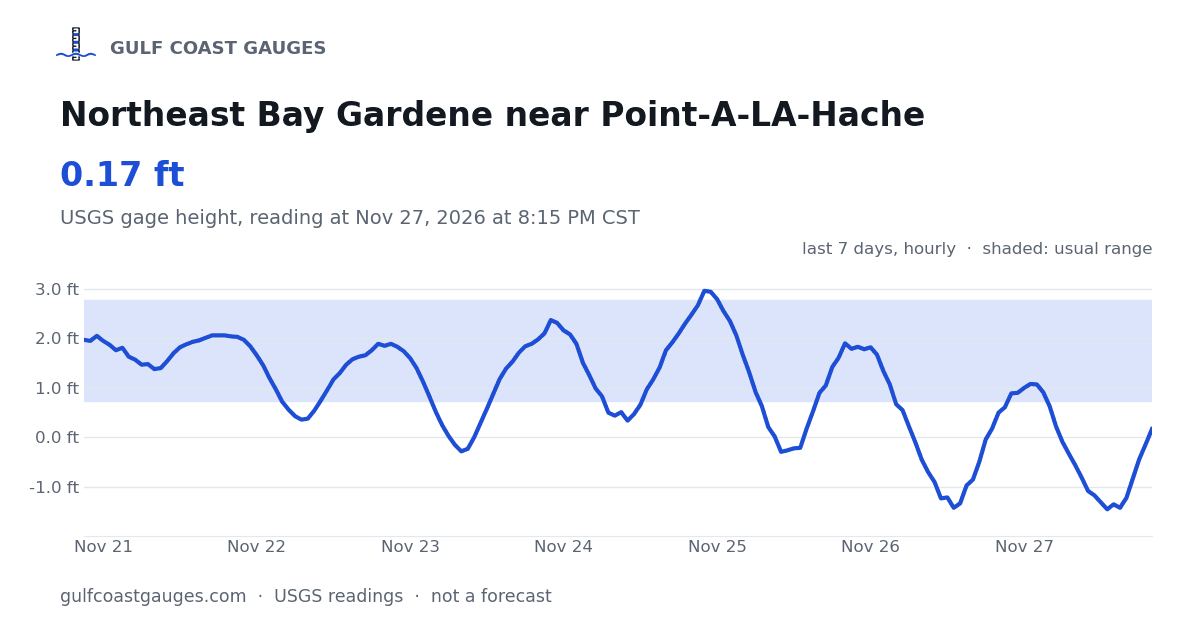 GULF COAST GAUGES
Northeast Bay Gardene near Point-A-LA-Hache
0.17 ft
USGS gage height, reading at Nov 27, 2026 at 8:15 PM CST
last 7 days, hourly · shaded: usual range
3.0 ft
2.0 ft
1.0 ft
0.0 ft
-1.0 ft
Nov 21 Nov 22 Nov 23 Nov 24 Nov 25 Nov 26 Nov 27
gulfcoastgauges.com · USGS readings · not a forecast